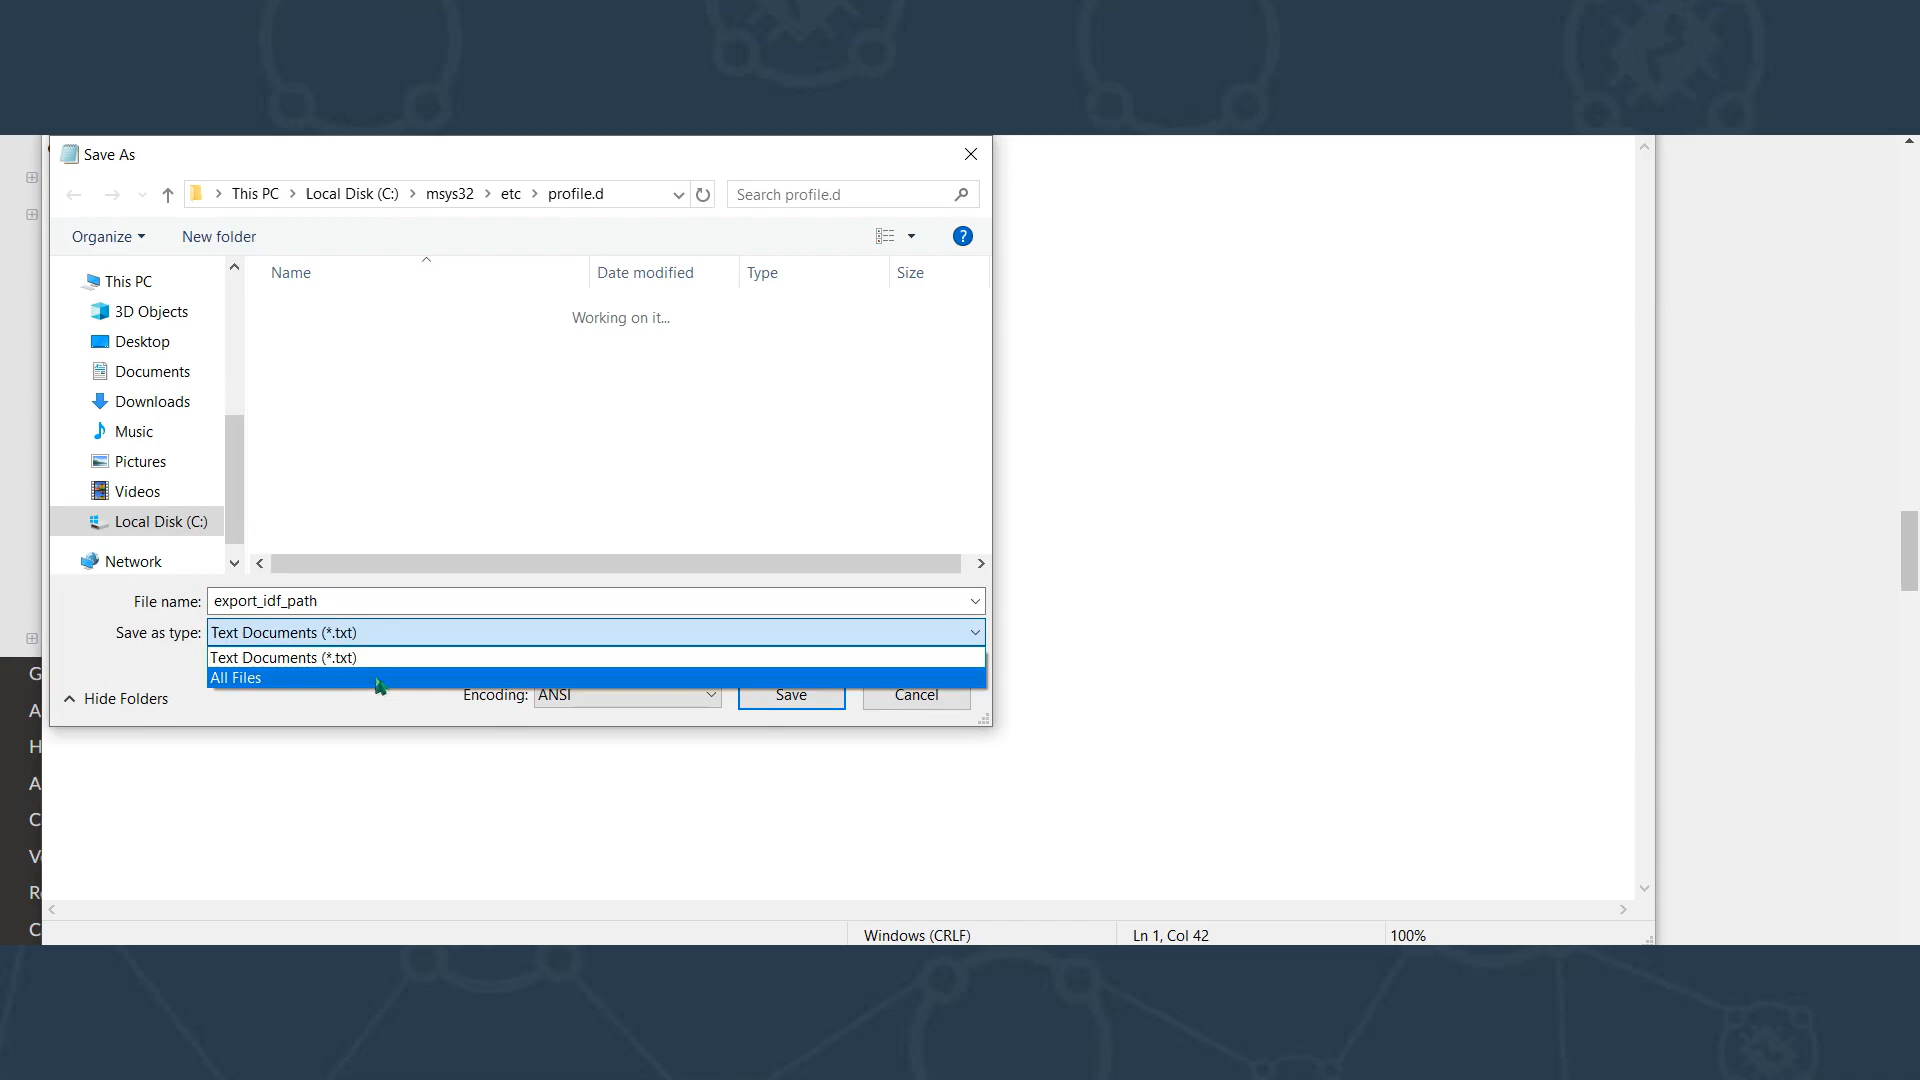 Save As
This PC Local Disk (C:) msys32 etc profile.d Search profile.d
Organize New folder ?
Name Date modified Type Size
Working on it...
This PC
3D Objects
Desktop
Documents
Downloads
Music
Pictures
Videos
Local Disk (C:)
Network
File name: export_idf_path
Save as type: Text Documents (*.txt)
Text Documents (*.txt)
All Files
Hide Folders Encoding: ANSI Save Cancel
G
A
H
A
C
Ve
C
Windows (CRLF) Ln 1, Col 42 100%